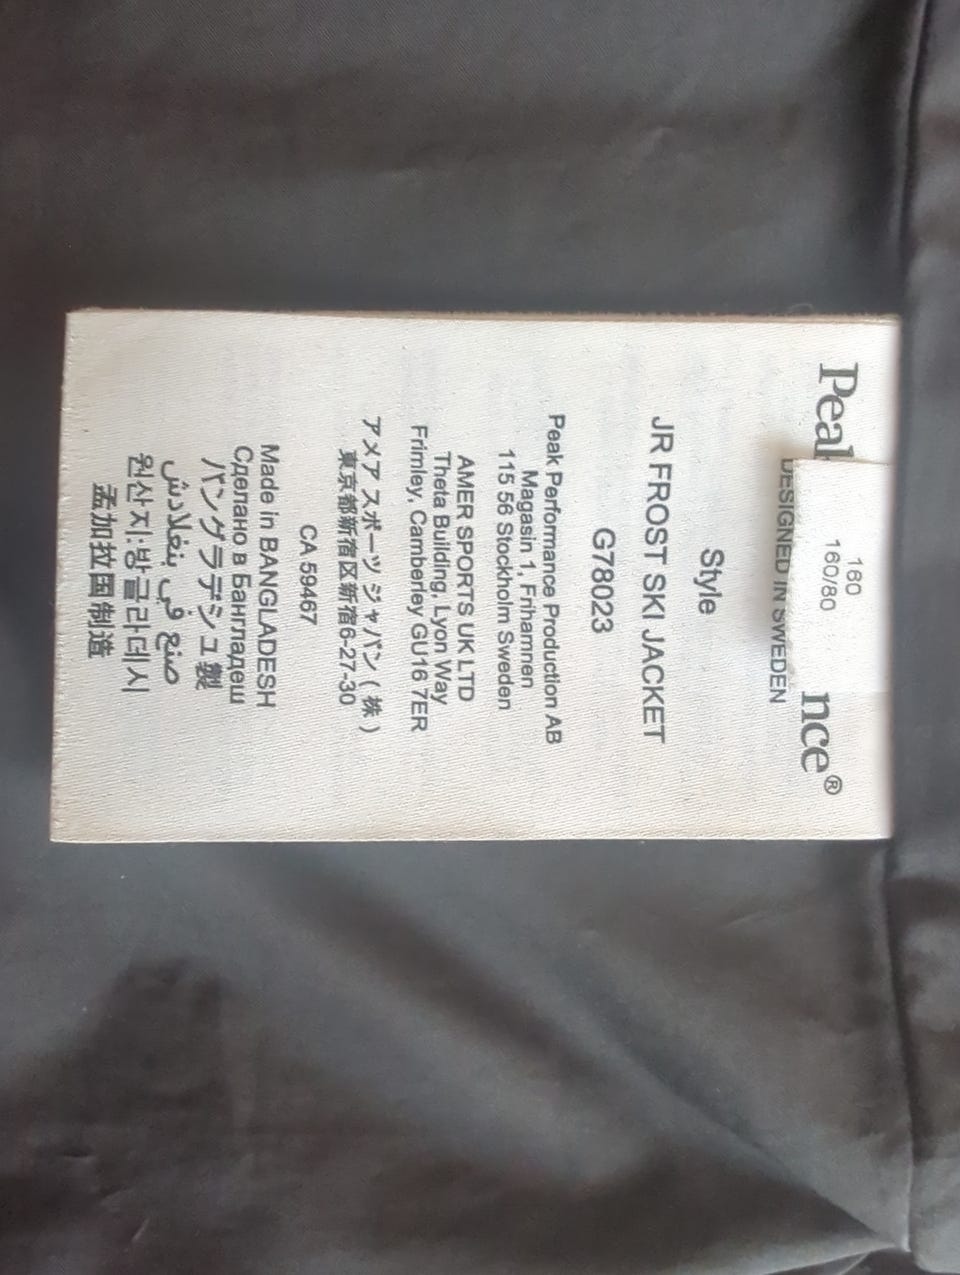 160
160/80
Peak
nce®
DESIGNED IN SWEDEN
Style
JR FROST SKI JACKET
G78023
Peak Performance Production AB
Magasin 1, Frihamnen
115 56 Stockholm Sweden
AMER SPORTS UK LTD
Theta Building, Lyon Way
Frimley, Camberley GU16 7ER
アメア スポーツ ジャパン ( 株 )
東京都新宿区新宿6-27-30
CA 59467
Made in BANGLADESH
Сделано в Бангладеш
バングラデシュ製
صنع في بنغلادش
원산지:방글라데시
孟加拉国制造